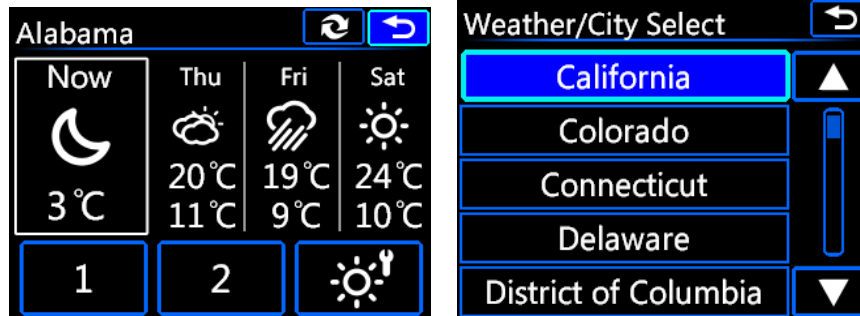 Alabama
Now Thu Fri Sat
3℃ 20℃ 19℃ 24℃
11℃ 9℃ 10℃
1 2
Weather/City Select
California
Colorado
Connecticut
Delaware
District of Columbia